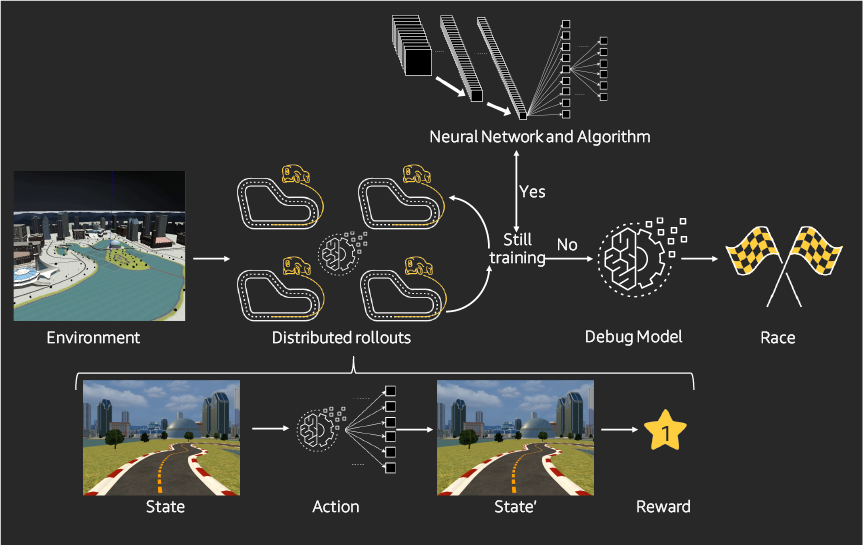 Neural Network and Algorithm
Yes
Still
training
No
Environment
Distributed rollouts
Debug Model
Race
1
State
Action
State’
Reward